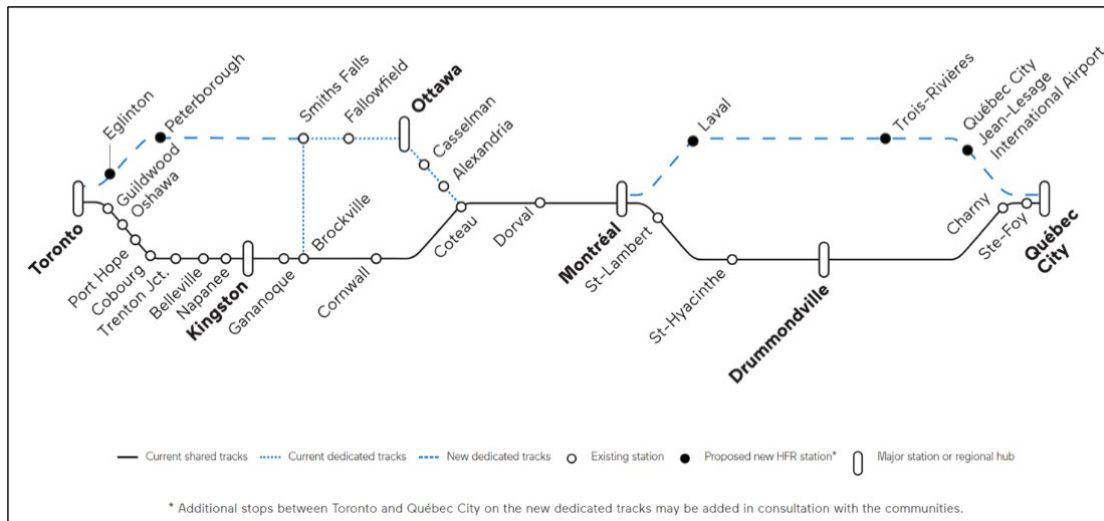 Eglinton
Peterborough
Smiths Falls
Fallowfield
Ottawa
Casselman
Alexandria
Laval
Trois-Rivières
Québec City
Jean-Lesage
International Airport
Toronto
Guildwood
Oshawa
Port Hope
Cobourg
Trenton Jct.
Belleville
Napanee
Kingston
Gananoque
Brockville
Cornwall
Coteau
Dorval
Montréal
St-Lambert
St-Hyacinthe
Drummondville
Charny
Ste-Foy
Québec
City
Current shared tracks
Current dedicated tracks
New dedicated tracks
Existing station
Proposed new HFR station*
Major station or regional hub
* Additional stops between Toronto and Québec City on the new dedicated tracks may be added in consultation with the communities.